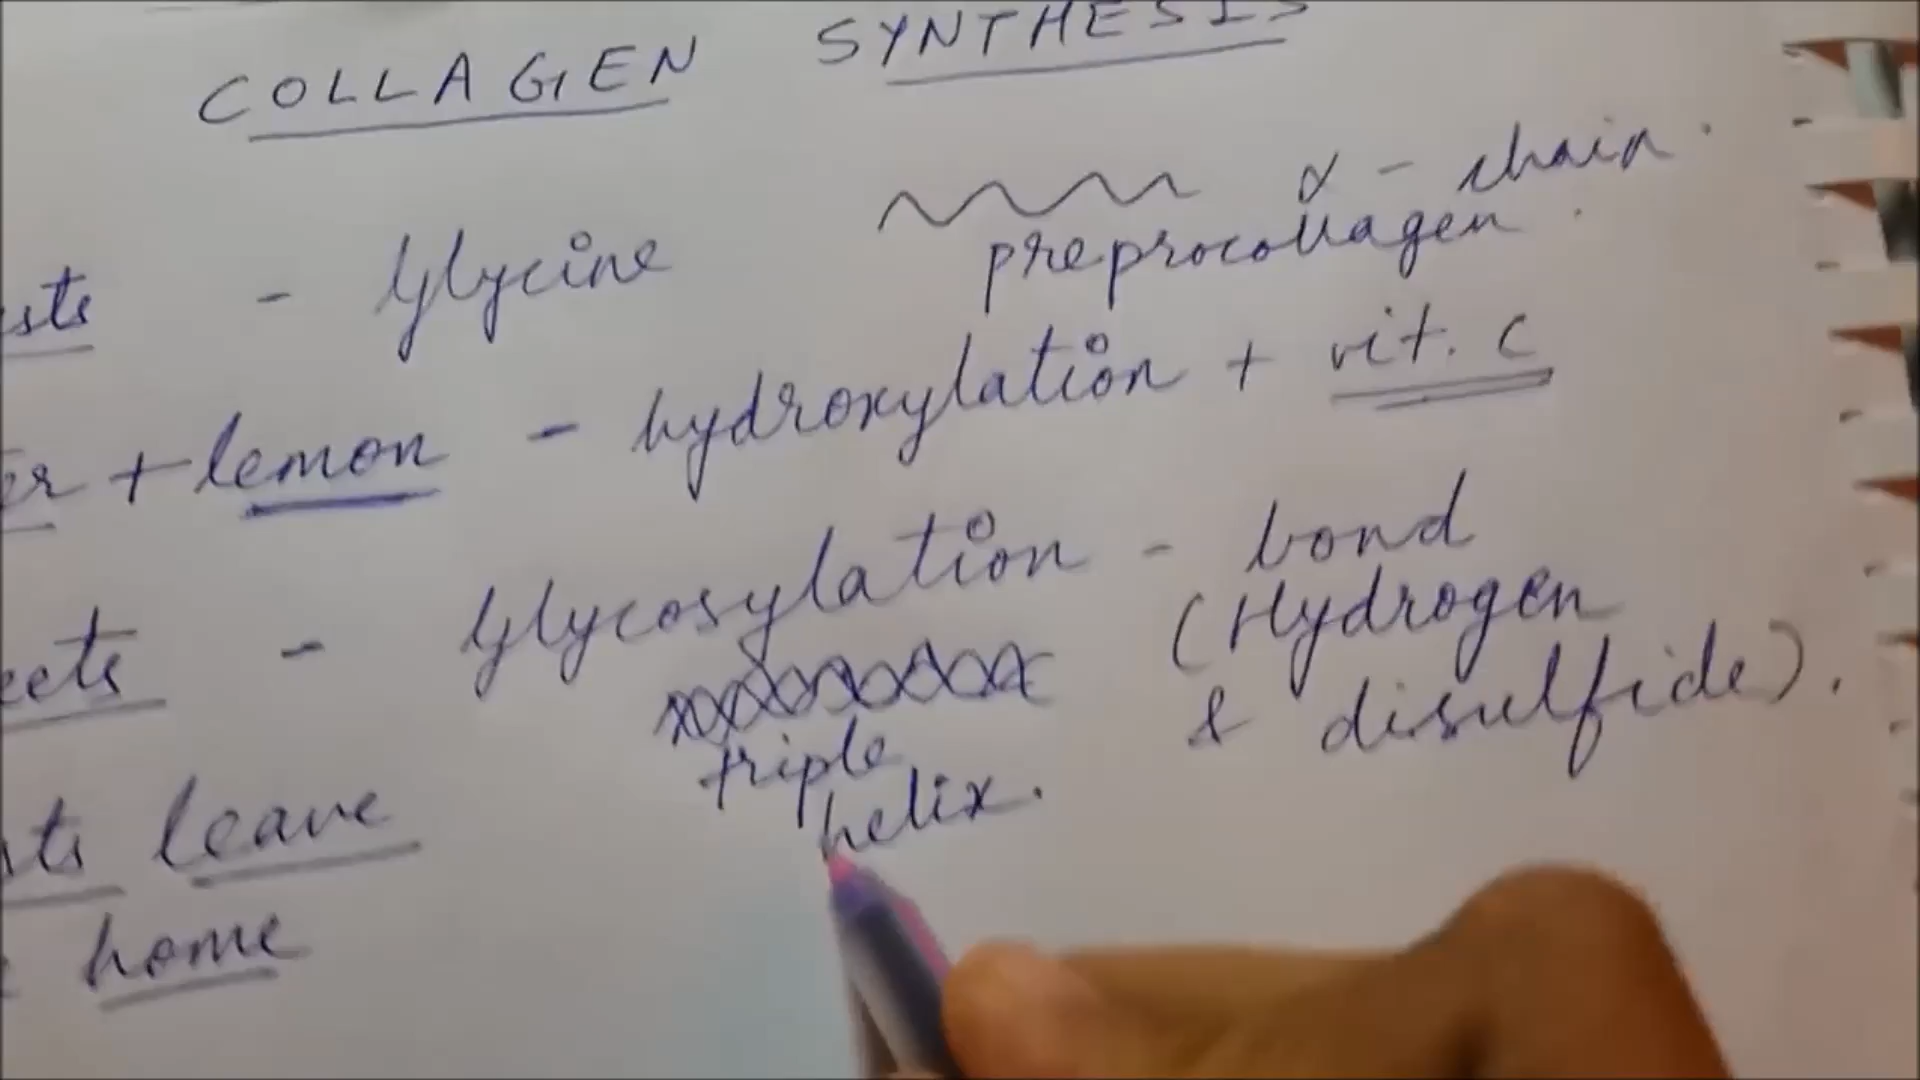 COLLAGEN SYNTHESIS
α - chain.
- Glycine
preprocollagen.
+ lemon - hydroxylation + vit. C
- Glycosylation - bond
(Hydrogen
& disulfide).
triple
helix.
leave
home